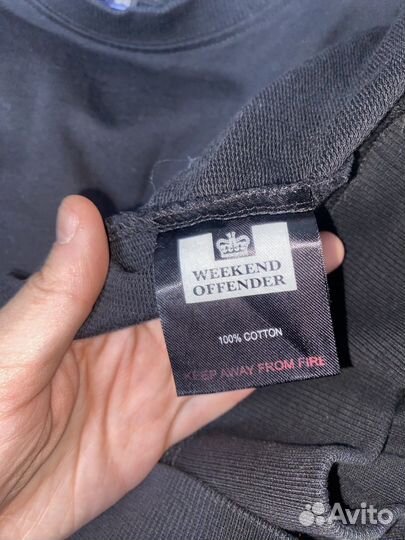 WEEKEND
OFFENDER
100% COTTON
KEEP AWAY FROM FIRE
Avito